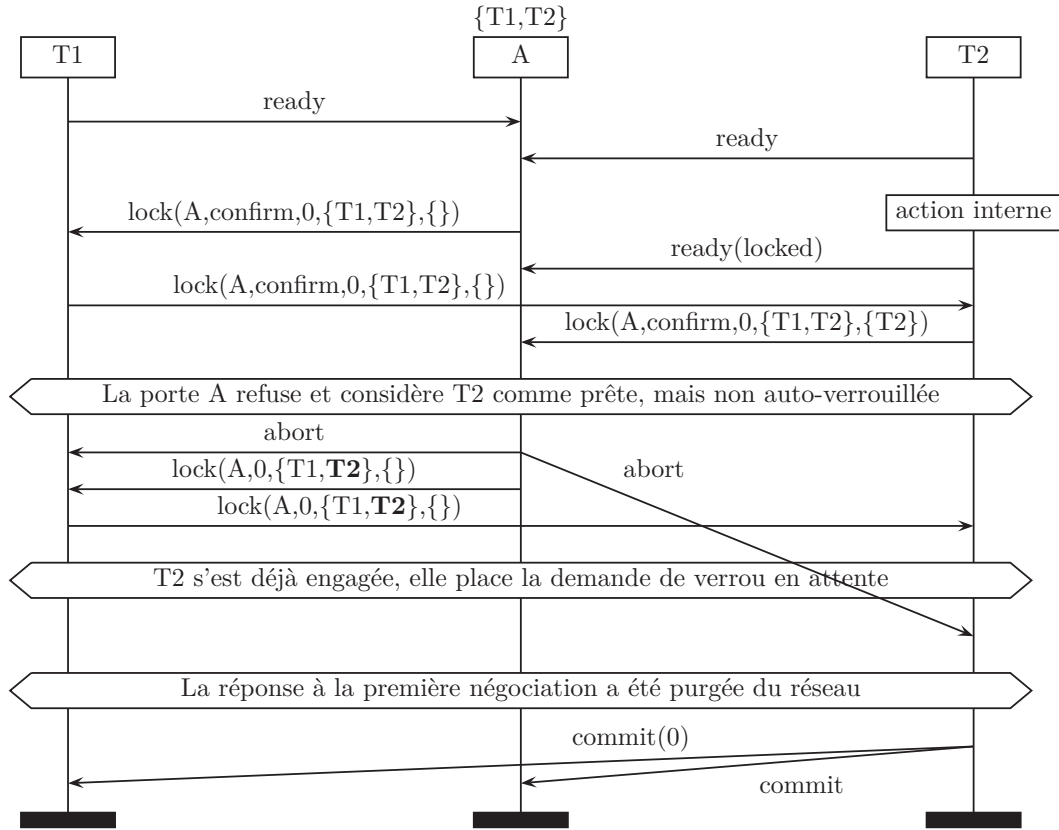 {T1,T2}
T1
A
T2
ready
ready
action interne
lock(A,confirm,0,{T1,T2},{})
ready(locked)
lock(A,confirm,0,{T1,T2},{})
lock(A,confirm,0,{T1,T2},{T2})
La porte A refuse et considère T2 comme prête, mais non auto-verrouillée
abort
lock(A,0,{T1,T2},{})
abort
lock(A,0,{T1,T2},{})
T2 s'est déjà engagée, elle place la demande de verrou en attente
La réponse à la première négociation a été purgée du réseau
commit(0)
commit